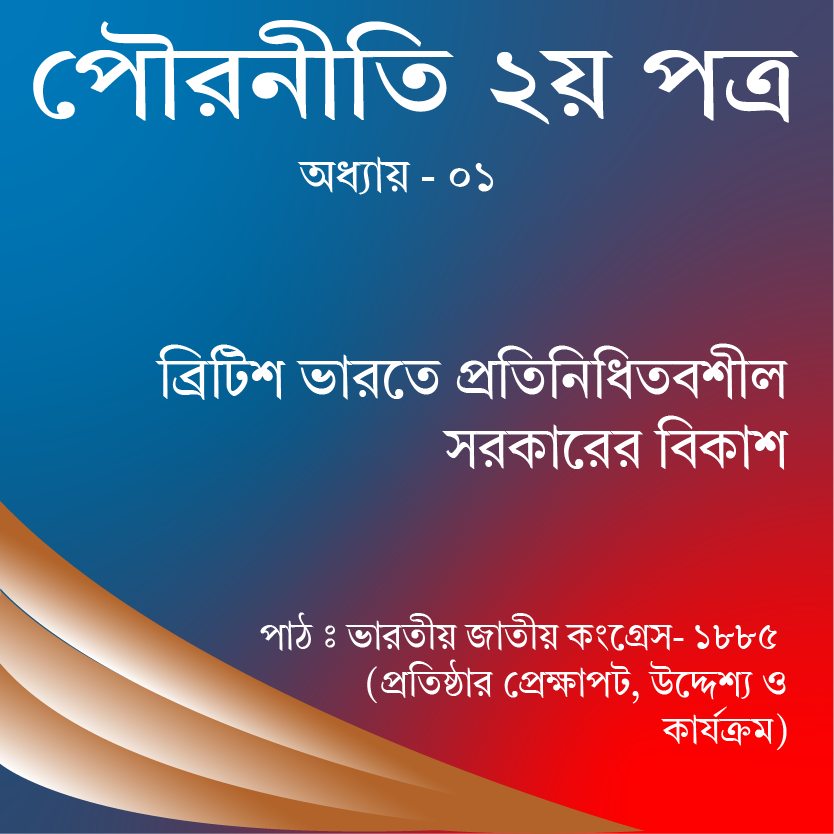 পৌরনীতি ২য় পত্র
অধ্যায় - ০১
ব্রিটিশ ভারতে প্রতিনিধিতবশীল
সরকারের বিকাশ
পাঠ ঃ ভারতীয় জাতীয় কংগ্রেস- ১৮৮৫
(প্রতিষ্ঠার প্রেক্ষাপট, উদ্দেশ্য ও
কার্যক্রম)